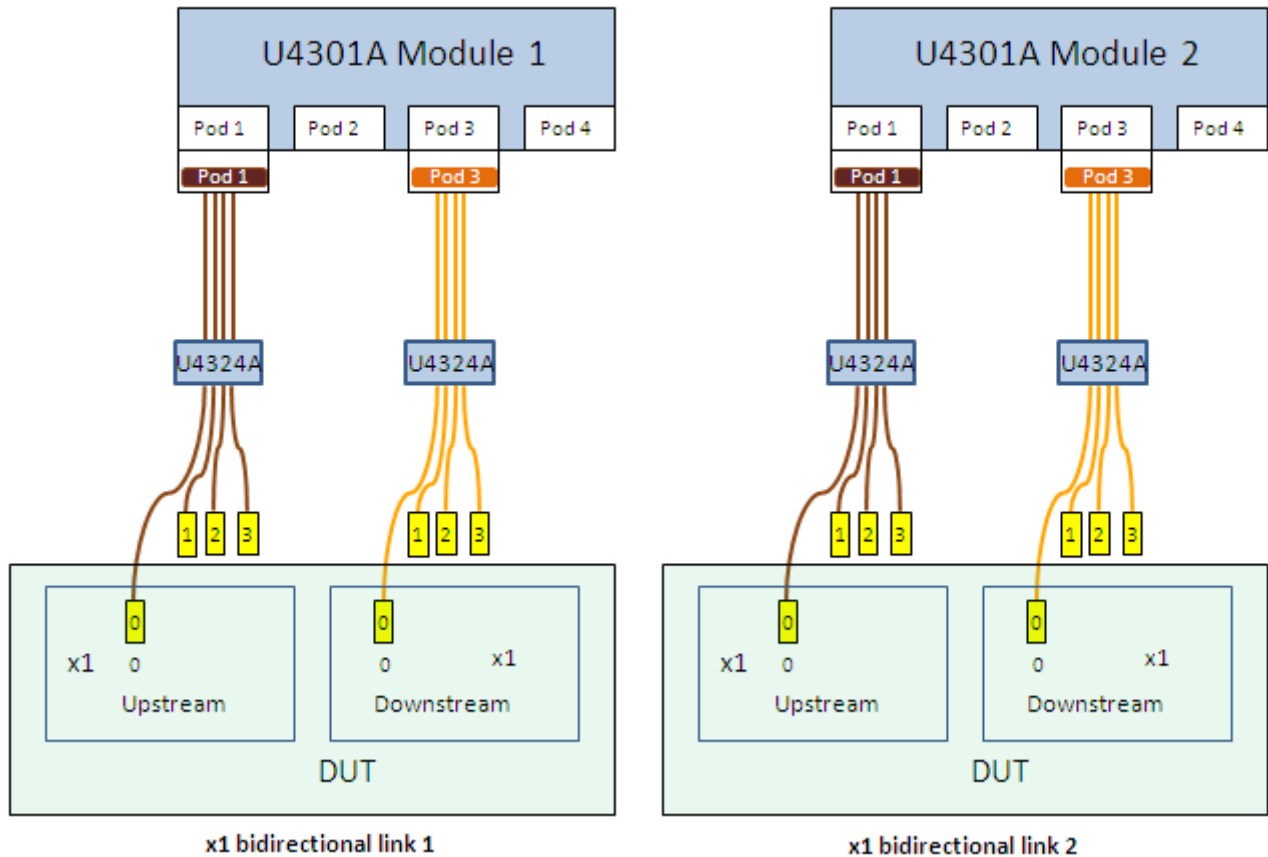 U4301A Module 1
Pod 1
Pod 2
Pod 3
Pod 4
Pod 1
Pod 3
U4324A
U4324A
1
2
3
1
2
3
0
0
x1
0
0
x1
Upstream
Downstream
DUT
x1 bidirectional link 1
U4301A Module 2
Pod 1
Pod 2
Pod 3
Pod 4
Pod 1
Pod 3
U4324A
U4324A
1
2
3
1
2
3
0
0
x1
0
0
x1
Upstream
Downstream
DUT
x1 bidirectional link 2